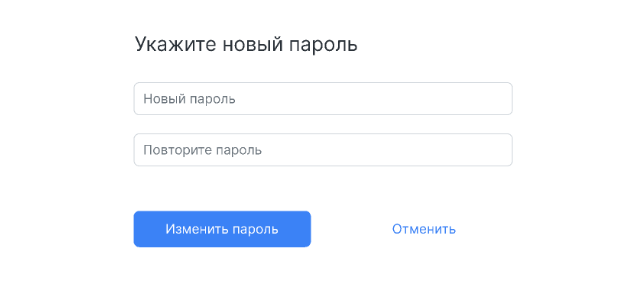 Укажите новый пароль
Новый пароль
Повторите пароль
Изменить пароль
Отменить